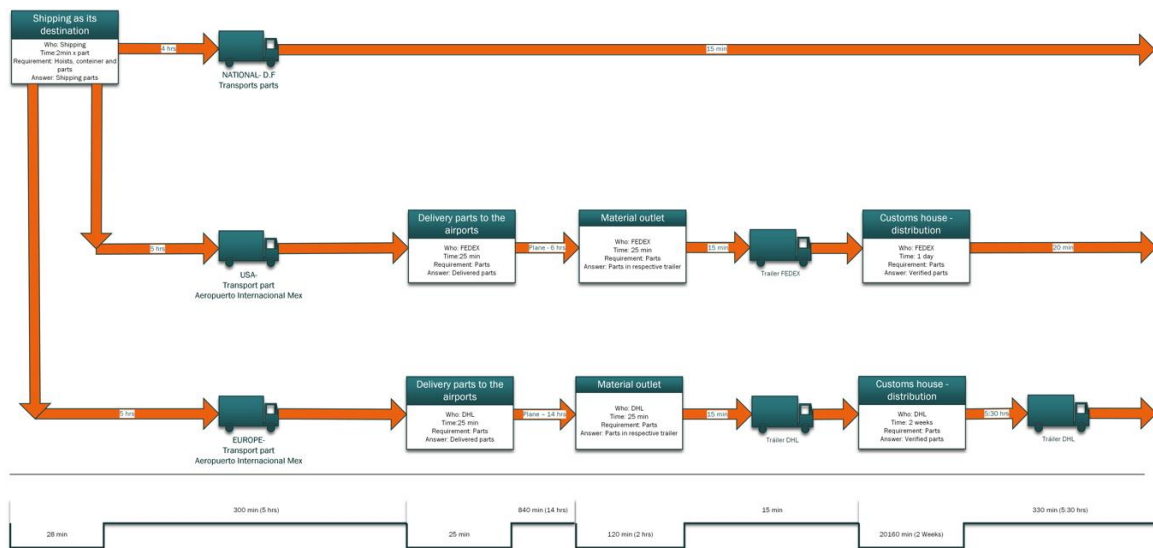 Shipping as its
destination
Who: Shipping
Time:2min x part
Requirement: Hoists, container and
parts
Answer: Shipping parts
4 hrs
NATIONAL- D.F
Transports parts
15 min
5 hrs
USA-
Transport part
Aeropuerto Internacional Mex
Delivery parts to the
airports
Who: FEDEX
Time:25 min
Requirement: Parts
Answer: Delivered parts
Plane - 6 hrs
Material outlet
Who: FEDEX
Time: 25 min
Requirement: Parts
Answer: Parts in respective trailer
15 min
Trailer FEDEX
Customs house -
distribution
Who: FEDEX
Time: 1 day
Requirement: Parts
Answer: Verified parts
20 min
5 hrs
EUROPE-
Transport part
Aeropuerto Internacional Mex
Delivery parts to the
airports
Who: DHL
Time:25 min
Requirement: Parts
Answer: Delivered parts
Plane - 14 hrs
Material outlet
Who: DHL
Time: 25 min
Requirement: Parts
Answer: Parts in respective trailer
15 min
Tráiler DHL
Customs house -
distribution
Who: DHL
Time: 2 weeks
Requirement: Parts
Answer: Verified parts
5:30 hrs
Tráiler DHL
28 min
300 min (5 hrs)
25 min
840 min (14 hrs)
120 min (2 hrs)
15 min
20160 min (2 Weeks)
330 min (5:30 hrs)